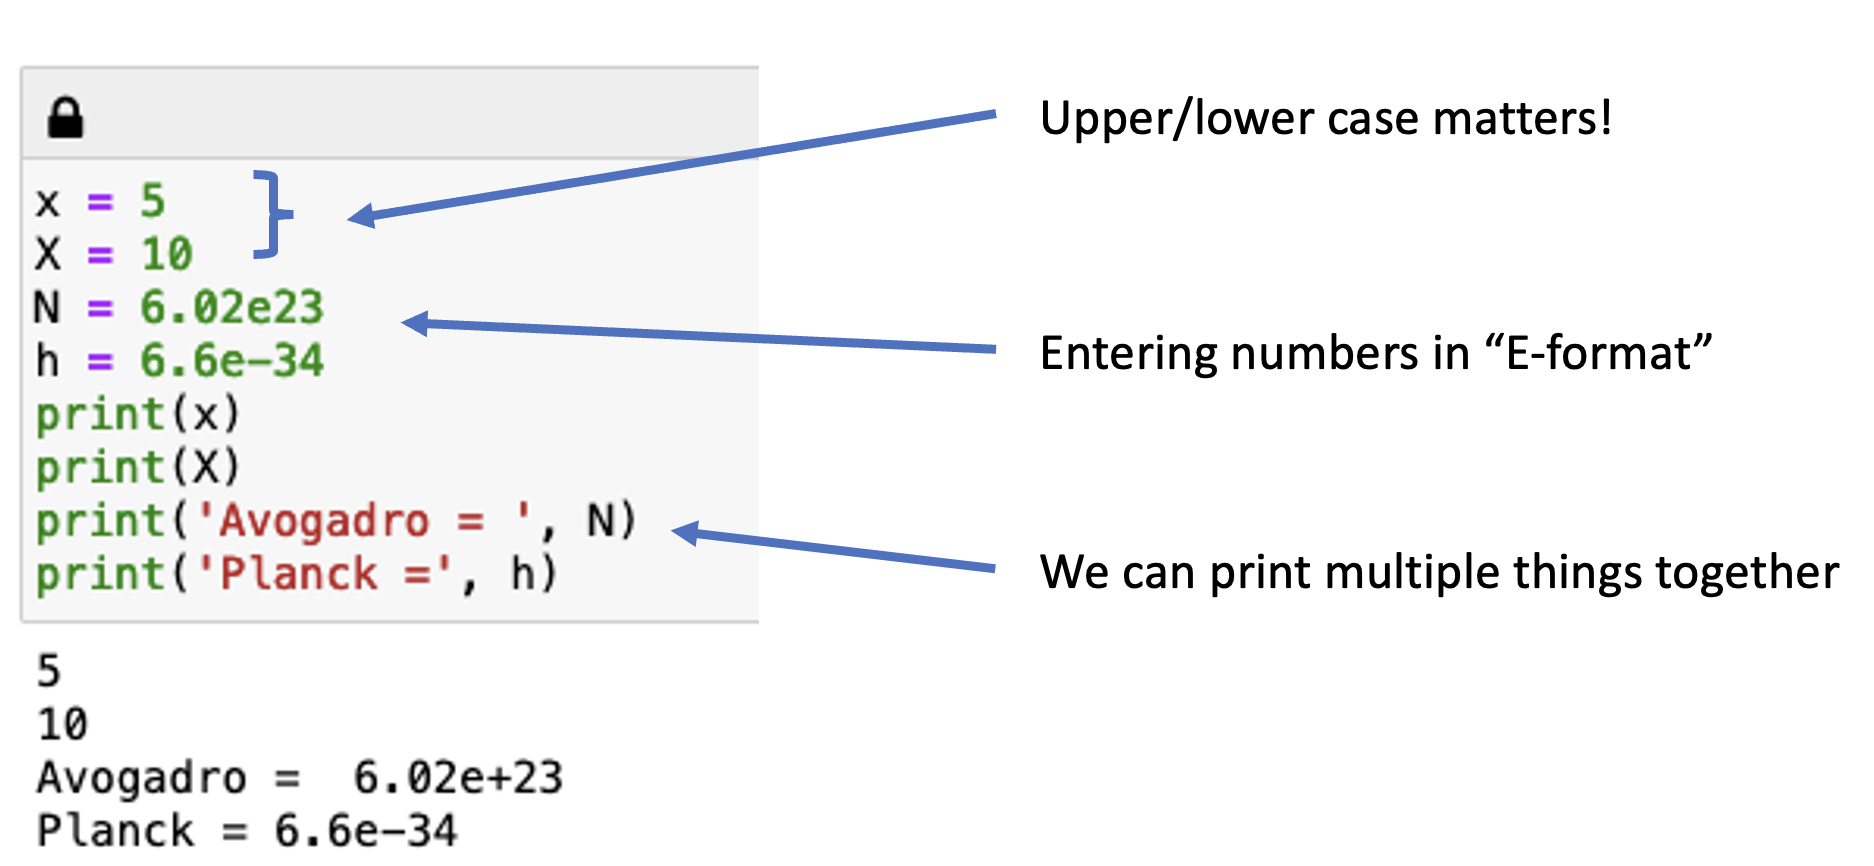 Upper/lower case matters!
x = 5
X = 10
N = 6.02e23
Entering numbers in “E-format”
h = 6.6e-34
print(x)
print(X)
print('Avogadro = ', N)
We can print multiple things together
print('Planck =', h)
5
10
Avogadro =  6.02e+23
Planck = 6.6e-34